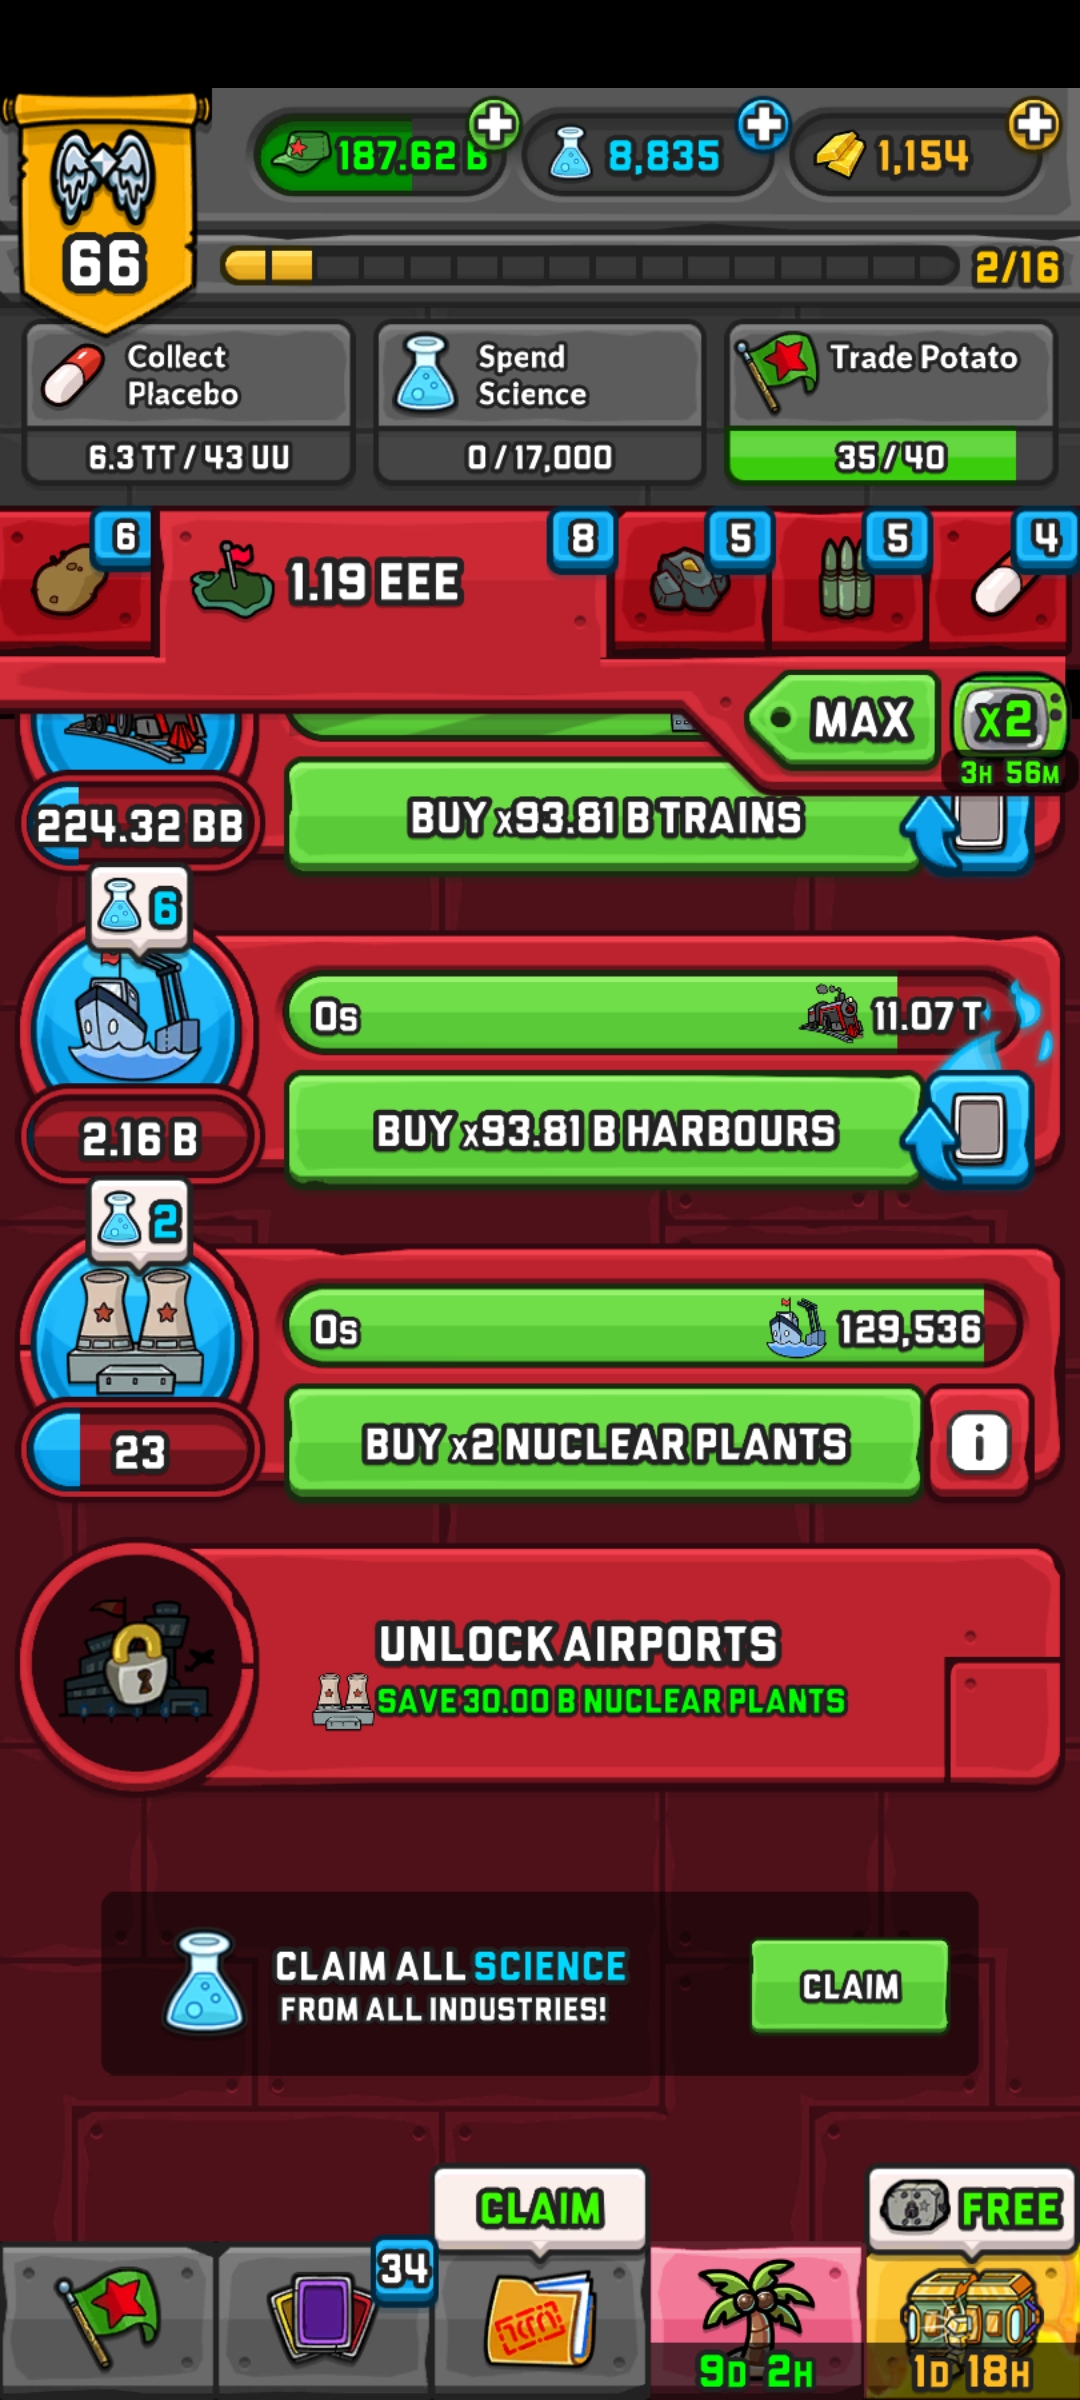 187.62 B
8,835
1,154
66
2/16
Collect
Placebo
6.3 TT / 43 UU
Spend
Science
0 / 17,000
Trade Potato
35 / 40
6
1.19 EEE
8
5
5
4
MAX
x2
3H 56M
224.32 BB
BUY x93.81 B TRAINS
6
0s
11.07 T
2.16 B
BUY x93.81 B HARBOURS
2
0s
129,536
23
BUY x2 NUCLEAR PLANTS
i
UNLOCK AIRPORTS
SAVE 30.00 B NUCLEAR PLANTS
CLAIM ALL SCIENCE
FROM ALL INDUSTRIES!
CLAIM
CLAIM
FREE
34
9D 2H
1D 18H